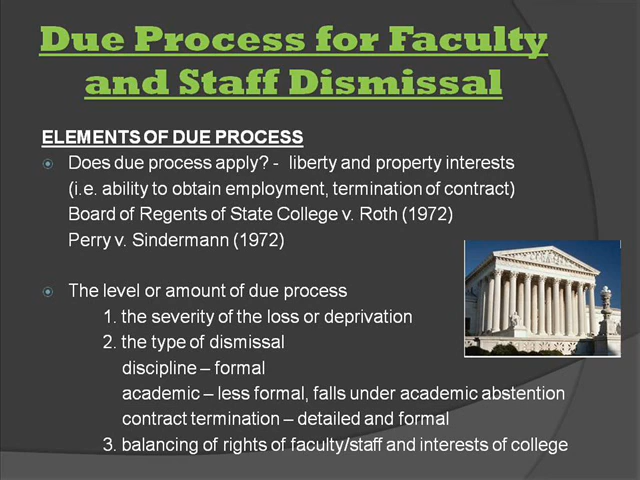 Due Process for Faculty
and Staff Dismissal
ELEMENTS OF DUE PROCESS
Does due process apply? - liberty and property interests
(i.e. ability to obtain employment, termination of contract)
Board of Regents of State College v. Roth (1972)
Perry v. Sindermann (1972)
The level or amount of due process
1. the severity of the loss or deprivation
2. the type of dismissal
discipline – formal
academic – less formal, falls under academic abstention
contract termination – detailed and formal
3. balancing of rights of faculty/staff and interests of college